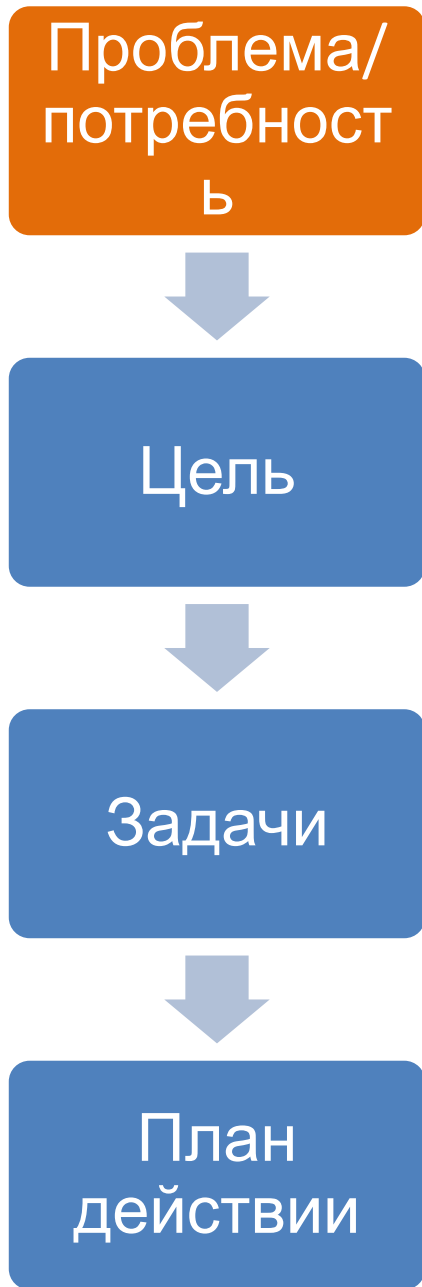 Проблема/
потребност
ь
Цель
Задачи
План
действии